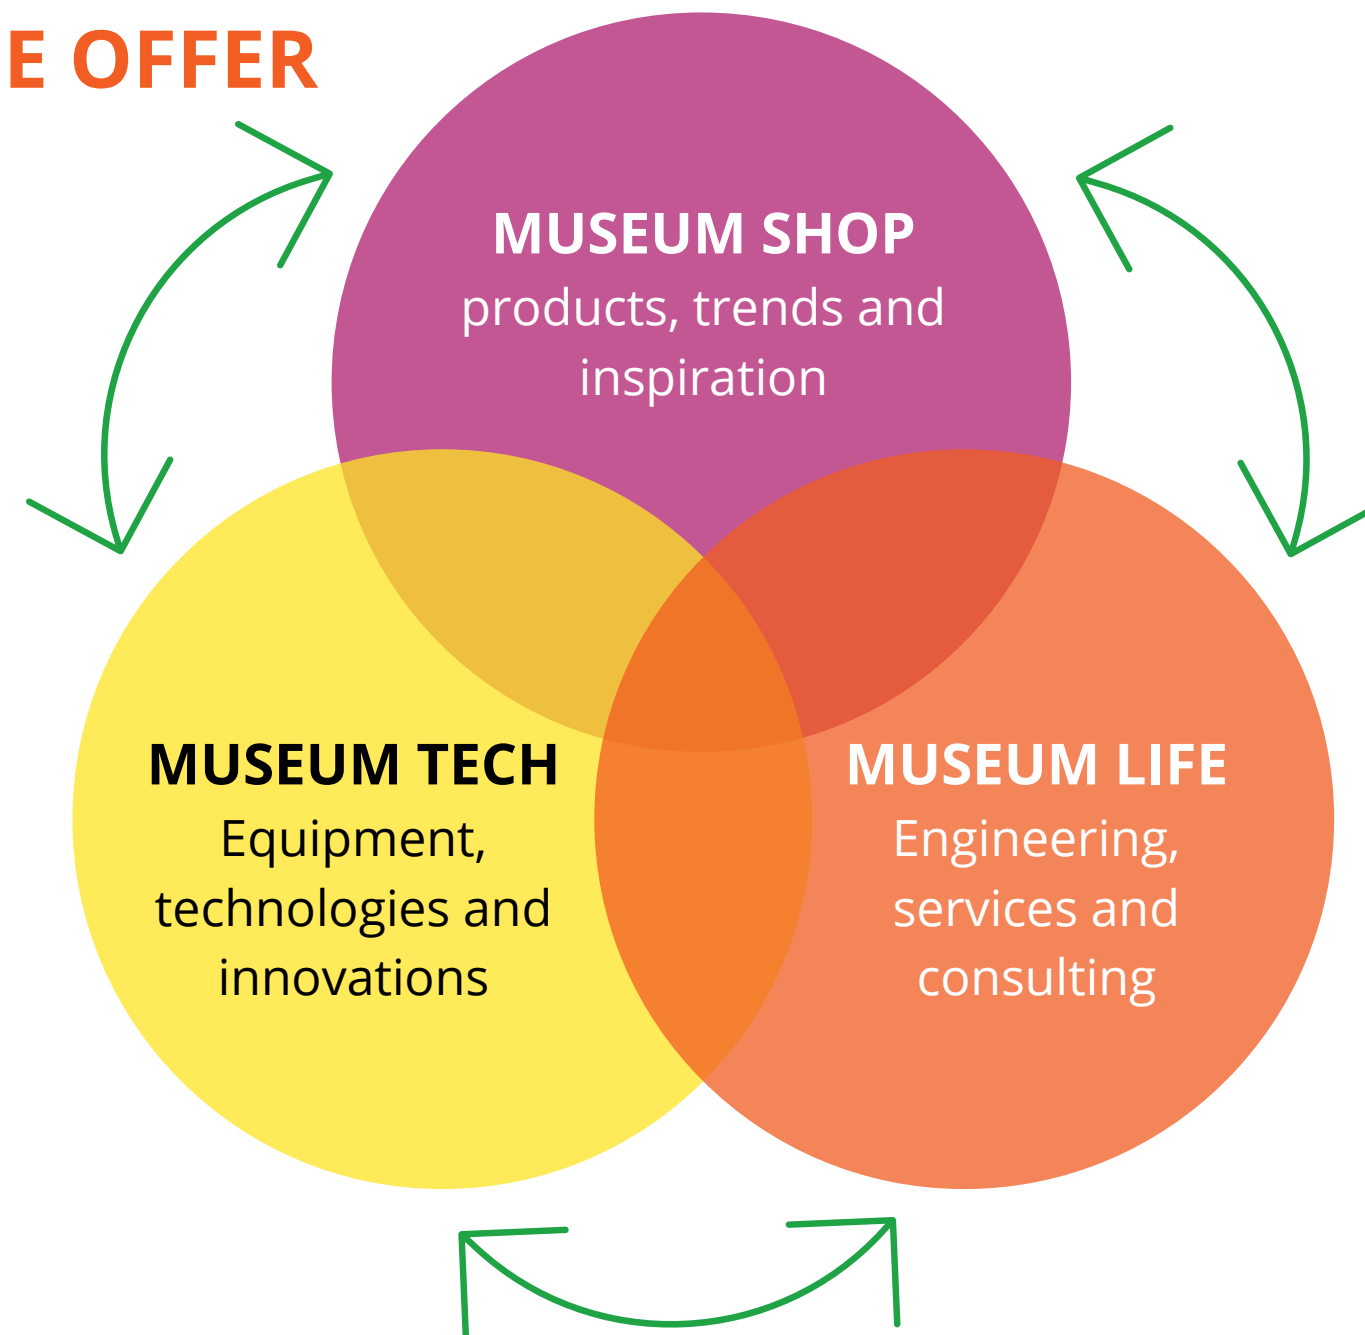 E OFFER
MUSEUM SHOP
products, trends and
inspiration
MUSEUM TECH
Equipment,
technologies and
innovations
MUSEUM LIFE
Engineering,
services and
consulting